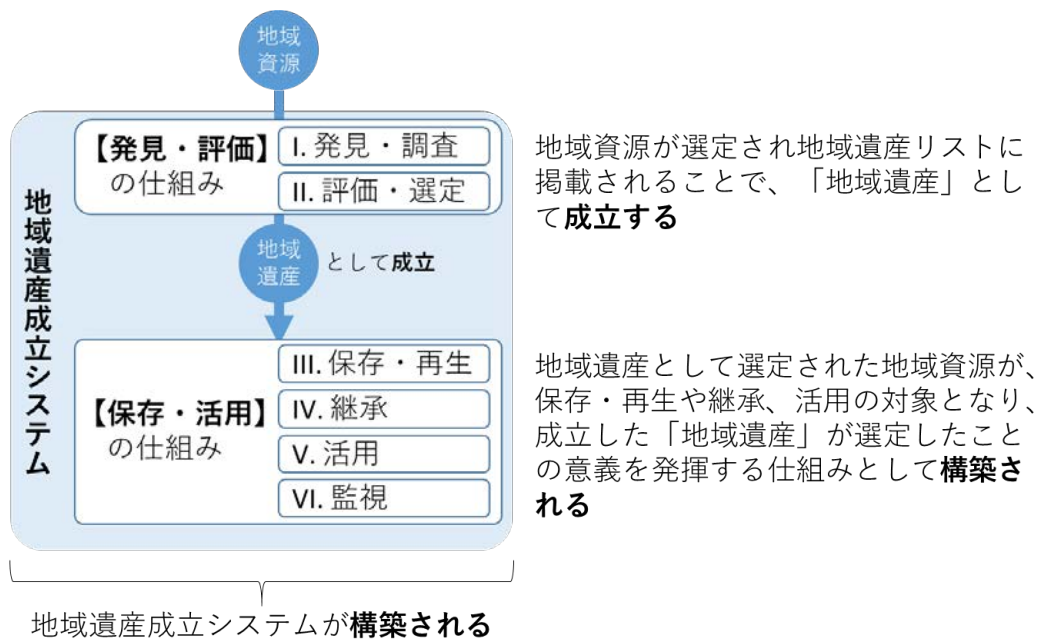 地域
資源
【発見・評価】
の仕組み
I. 発見・調査
II. 評価・選定
地域資源が選定され地域遺産リストに
掲載されることで、「地域遺産」とし
て成立する
地域遺産成立システム
地域
遺産
として成立
【保存・活用】
の仕組み
III. 保存・再生
IV. 継承
V. 活用
VI. 監視
地域遺産として選定された地域資源が、
保存・再生や継承、活用の対象となり、
成立した「地域遺産」が選定したこと
の意義を発揮する仕組みとして構築さ
れる
地域遺産成立システムが構築される